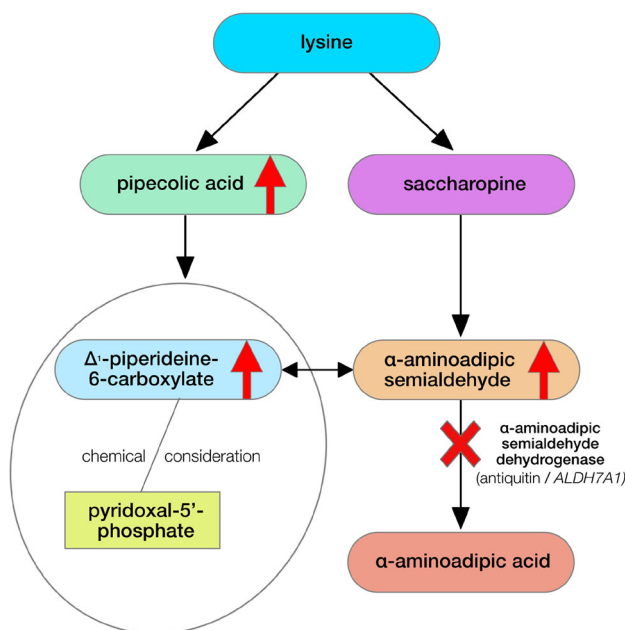 lysine
pipecolic acid
saccharopine
Δ¹-piperideine-
6-carboxylate
α-aminoadipic
semialdehyde
chemical consideration
α-aminoadipic
semialdehyde
dehydrogenase
(antiquitin / ALDH7A1)
pyridoxal-5'-
phosphate
α-aminoadipic acid